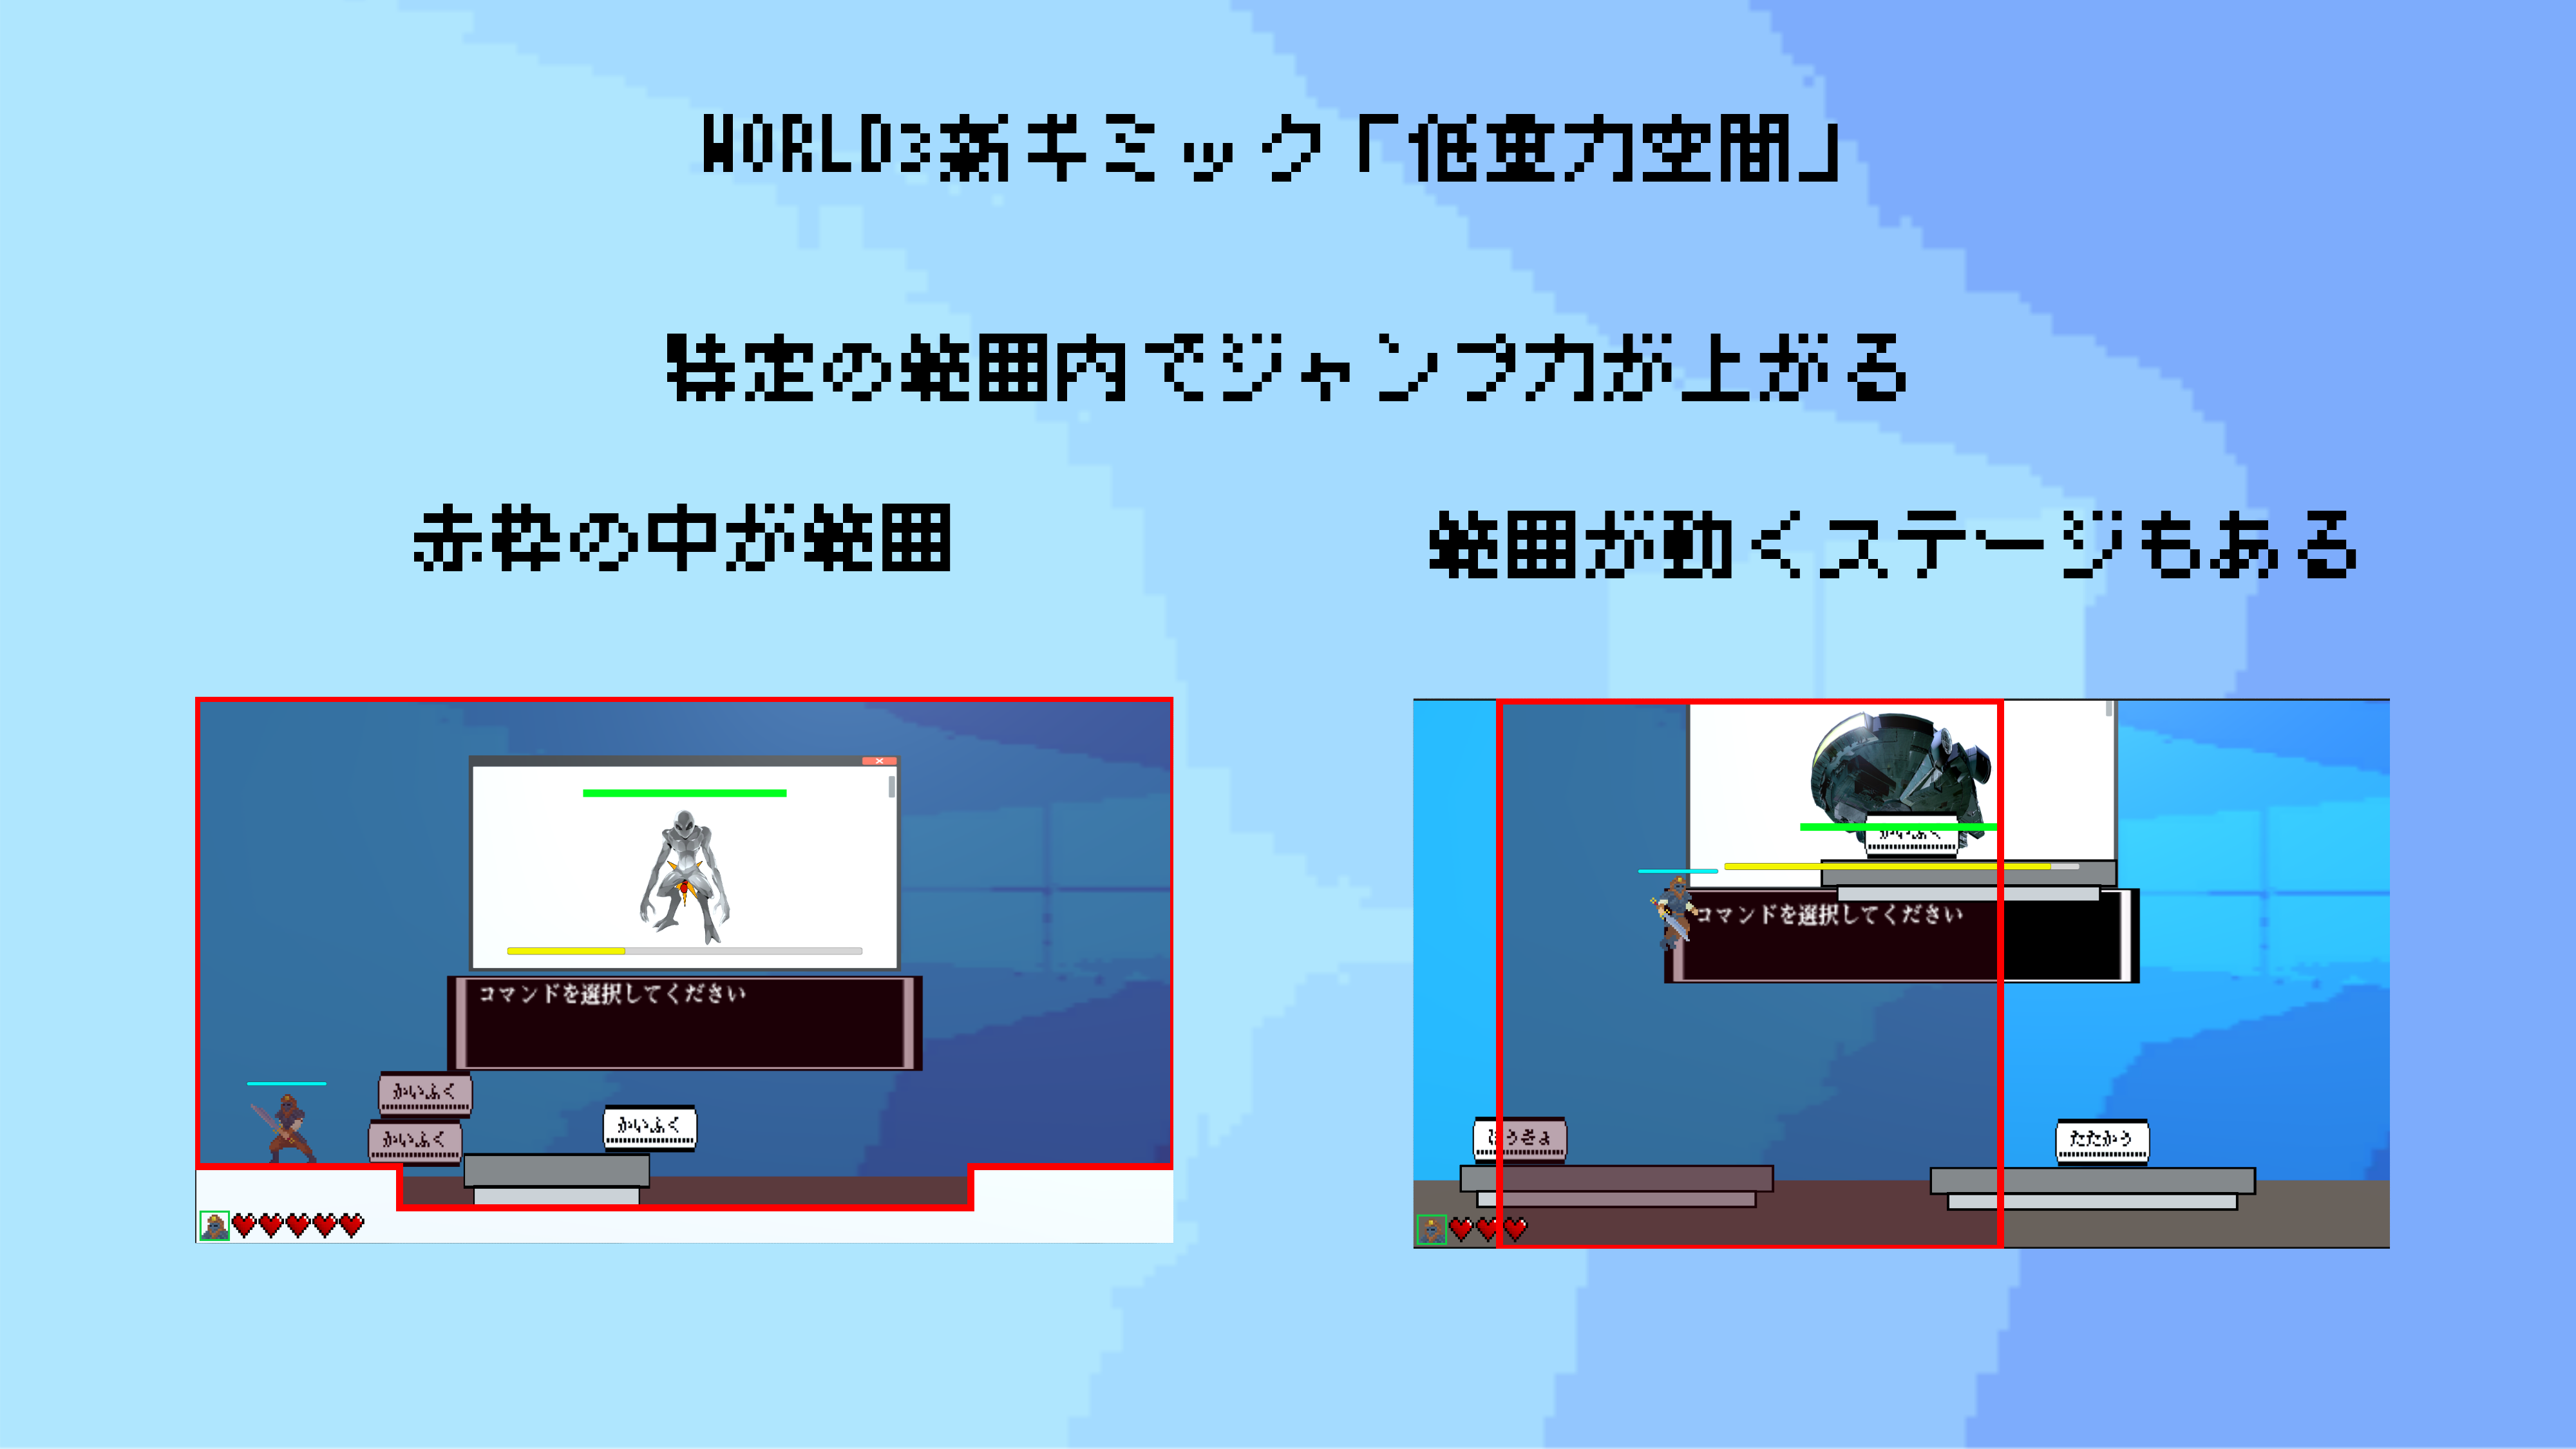 WORLD3新ギミック「低重力空間」
特定の範囲内でジャンプ力が上がる
赤枠の中が範囲
範囲が動くステージもある
コマンドを選択してください
かいふく
かいふく
かいふく
かいふく
コマンドを選択してください
たたかう